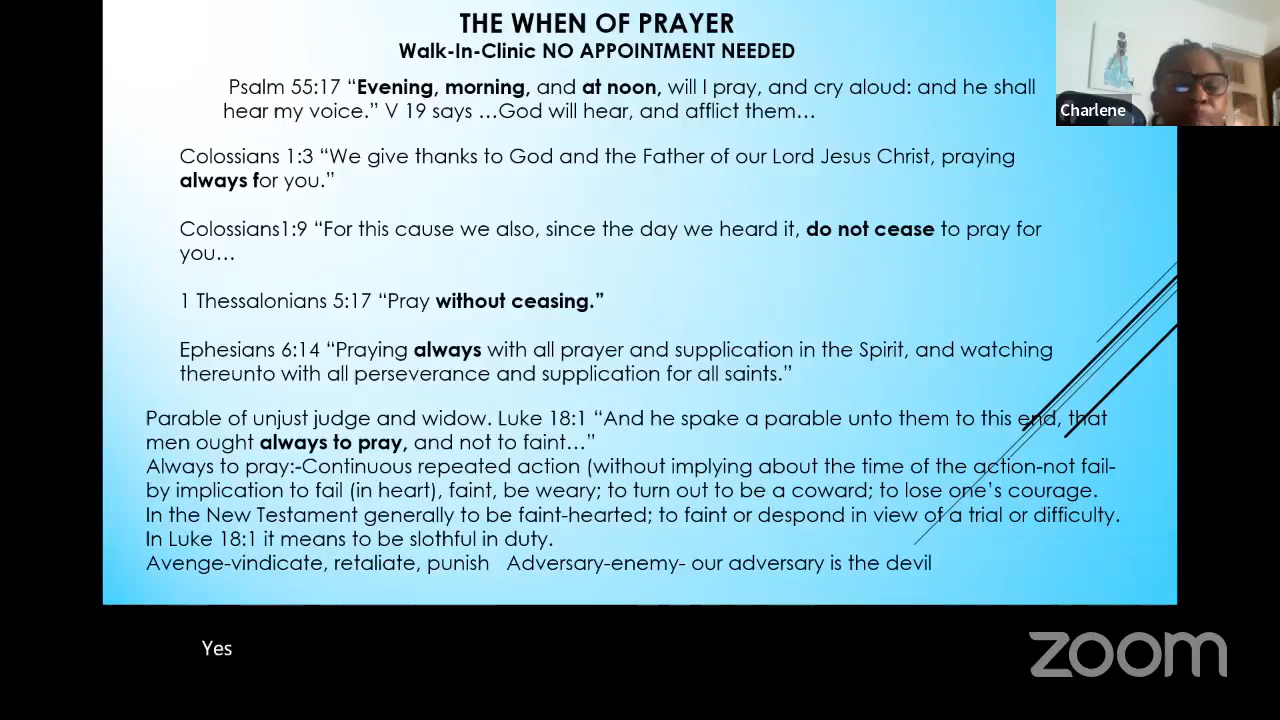 THE WHEN OF PRAYER
Walk-In-Clinic NO APPOINTMENT NEEDED
Psalm 55:17 “Evening, morning, and at noon, will I pray, and cry aloud: and he shall
hear my voice.” V 19 says …God will hear, and afflict them…
Charlene
Colossians 1:3 “We give thanks to God and the Father of our Lord Jesus Christ, praying
always for you.”
Colossians1:9 “For this cause we also, since the day we heard it, do not cease to pray for
you…
1 Thessalonians 5:17 “Pray without ceasing.”
Ephesians 6:14 “Praying always with all prayer and supplication in the Spirit, and watching
thereunto with all perseverance and supplication for all saints.”
Parable of unjust judge and widow. Luke 18:1 “And he spake a parable unto them to this end, that
men ought always to pray, and not to faint…”
Always to pray:-Continuous repeated action (without implying about the time of the action-not fail-
by implication to fail (in heart), faint, be weary; to turn out to be a coward; to lose one’s courage.
In the New Testament generally to be faint-hearted; to faint or despond in view of a trial or difficulty.
In Luke 18:1 it means to be slothful in duty.
Avenge-vindicate, retaliate, punish Adversary-enemy- our adversary is the devil
Yes
zoom